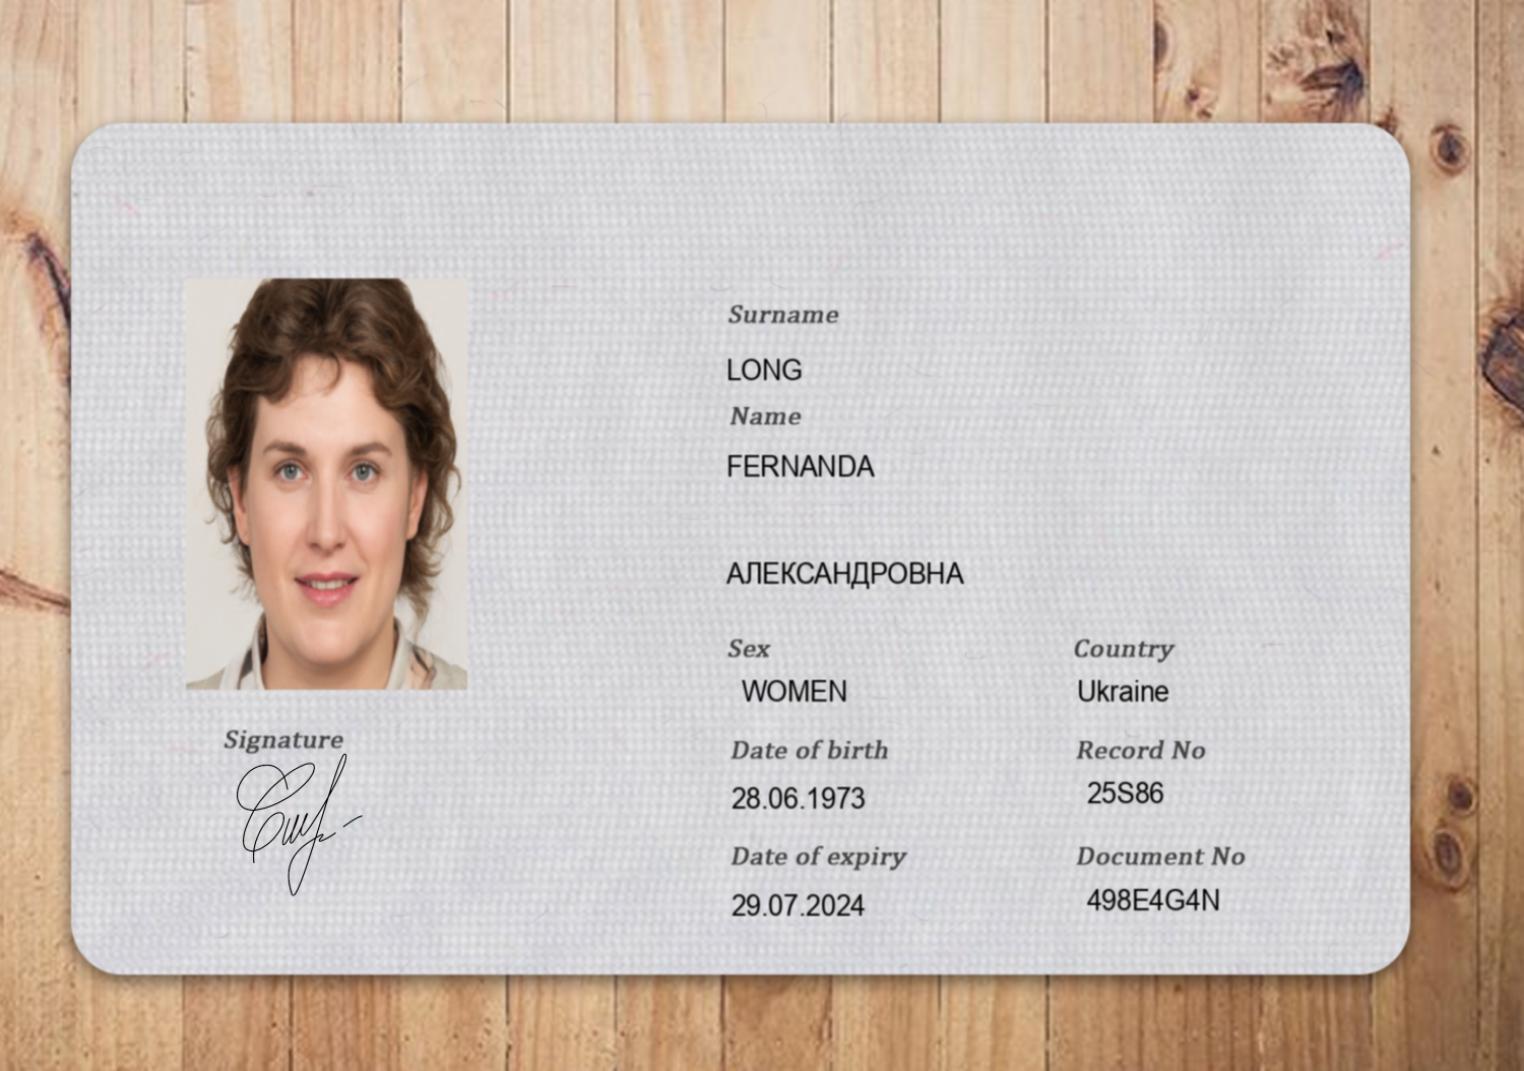 Surname
LONG
Name
FERNANDA
АЛЕКСАНДРОВНА
Sex
Country
WOMEN
Ukraine
Date of birth
Record No
28.06.1973
25S86
Date of expiry
Document No
29.07.2024
498E4G4N
Signature